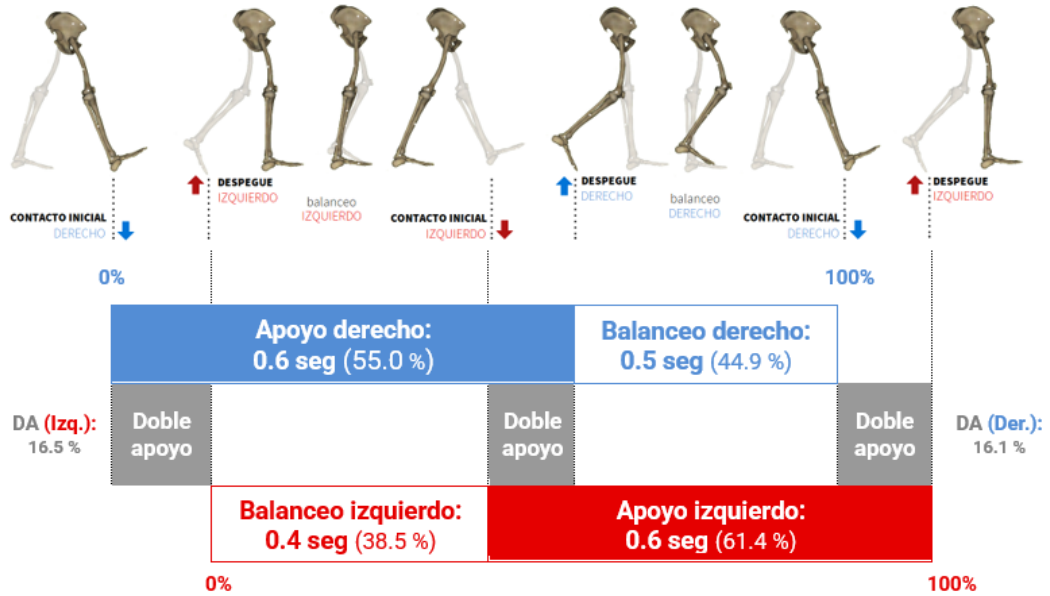 DESPEGUE
IZQUIERDO
balanceo
IZQUIERDO
CONTACTO INICIAL
DERECHO
CONTACTO INICIAL
IZQUIERDO
DESPEGUE
DERECHO
balanceo
DERECHO
CONTACTO INICIAL
DERECHO
DESPEGUE
IZQUIERDO
0%
100%
Apoyo derecho:
0.6 seg (55.0 %)
Balanceo derecho:
0.5 seg (44.9 %)
DA (Izq.):
16.5 %
Doble
apoyo
Doble
apoyo
Doble
apoyo
DA (Der.):
16.1 %
Balanceo izquierdo:
0.4 seg (38.5 %)
Apoyo izquierdo:
0.6 seg (61.4 %)
0%
100%